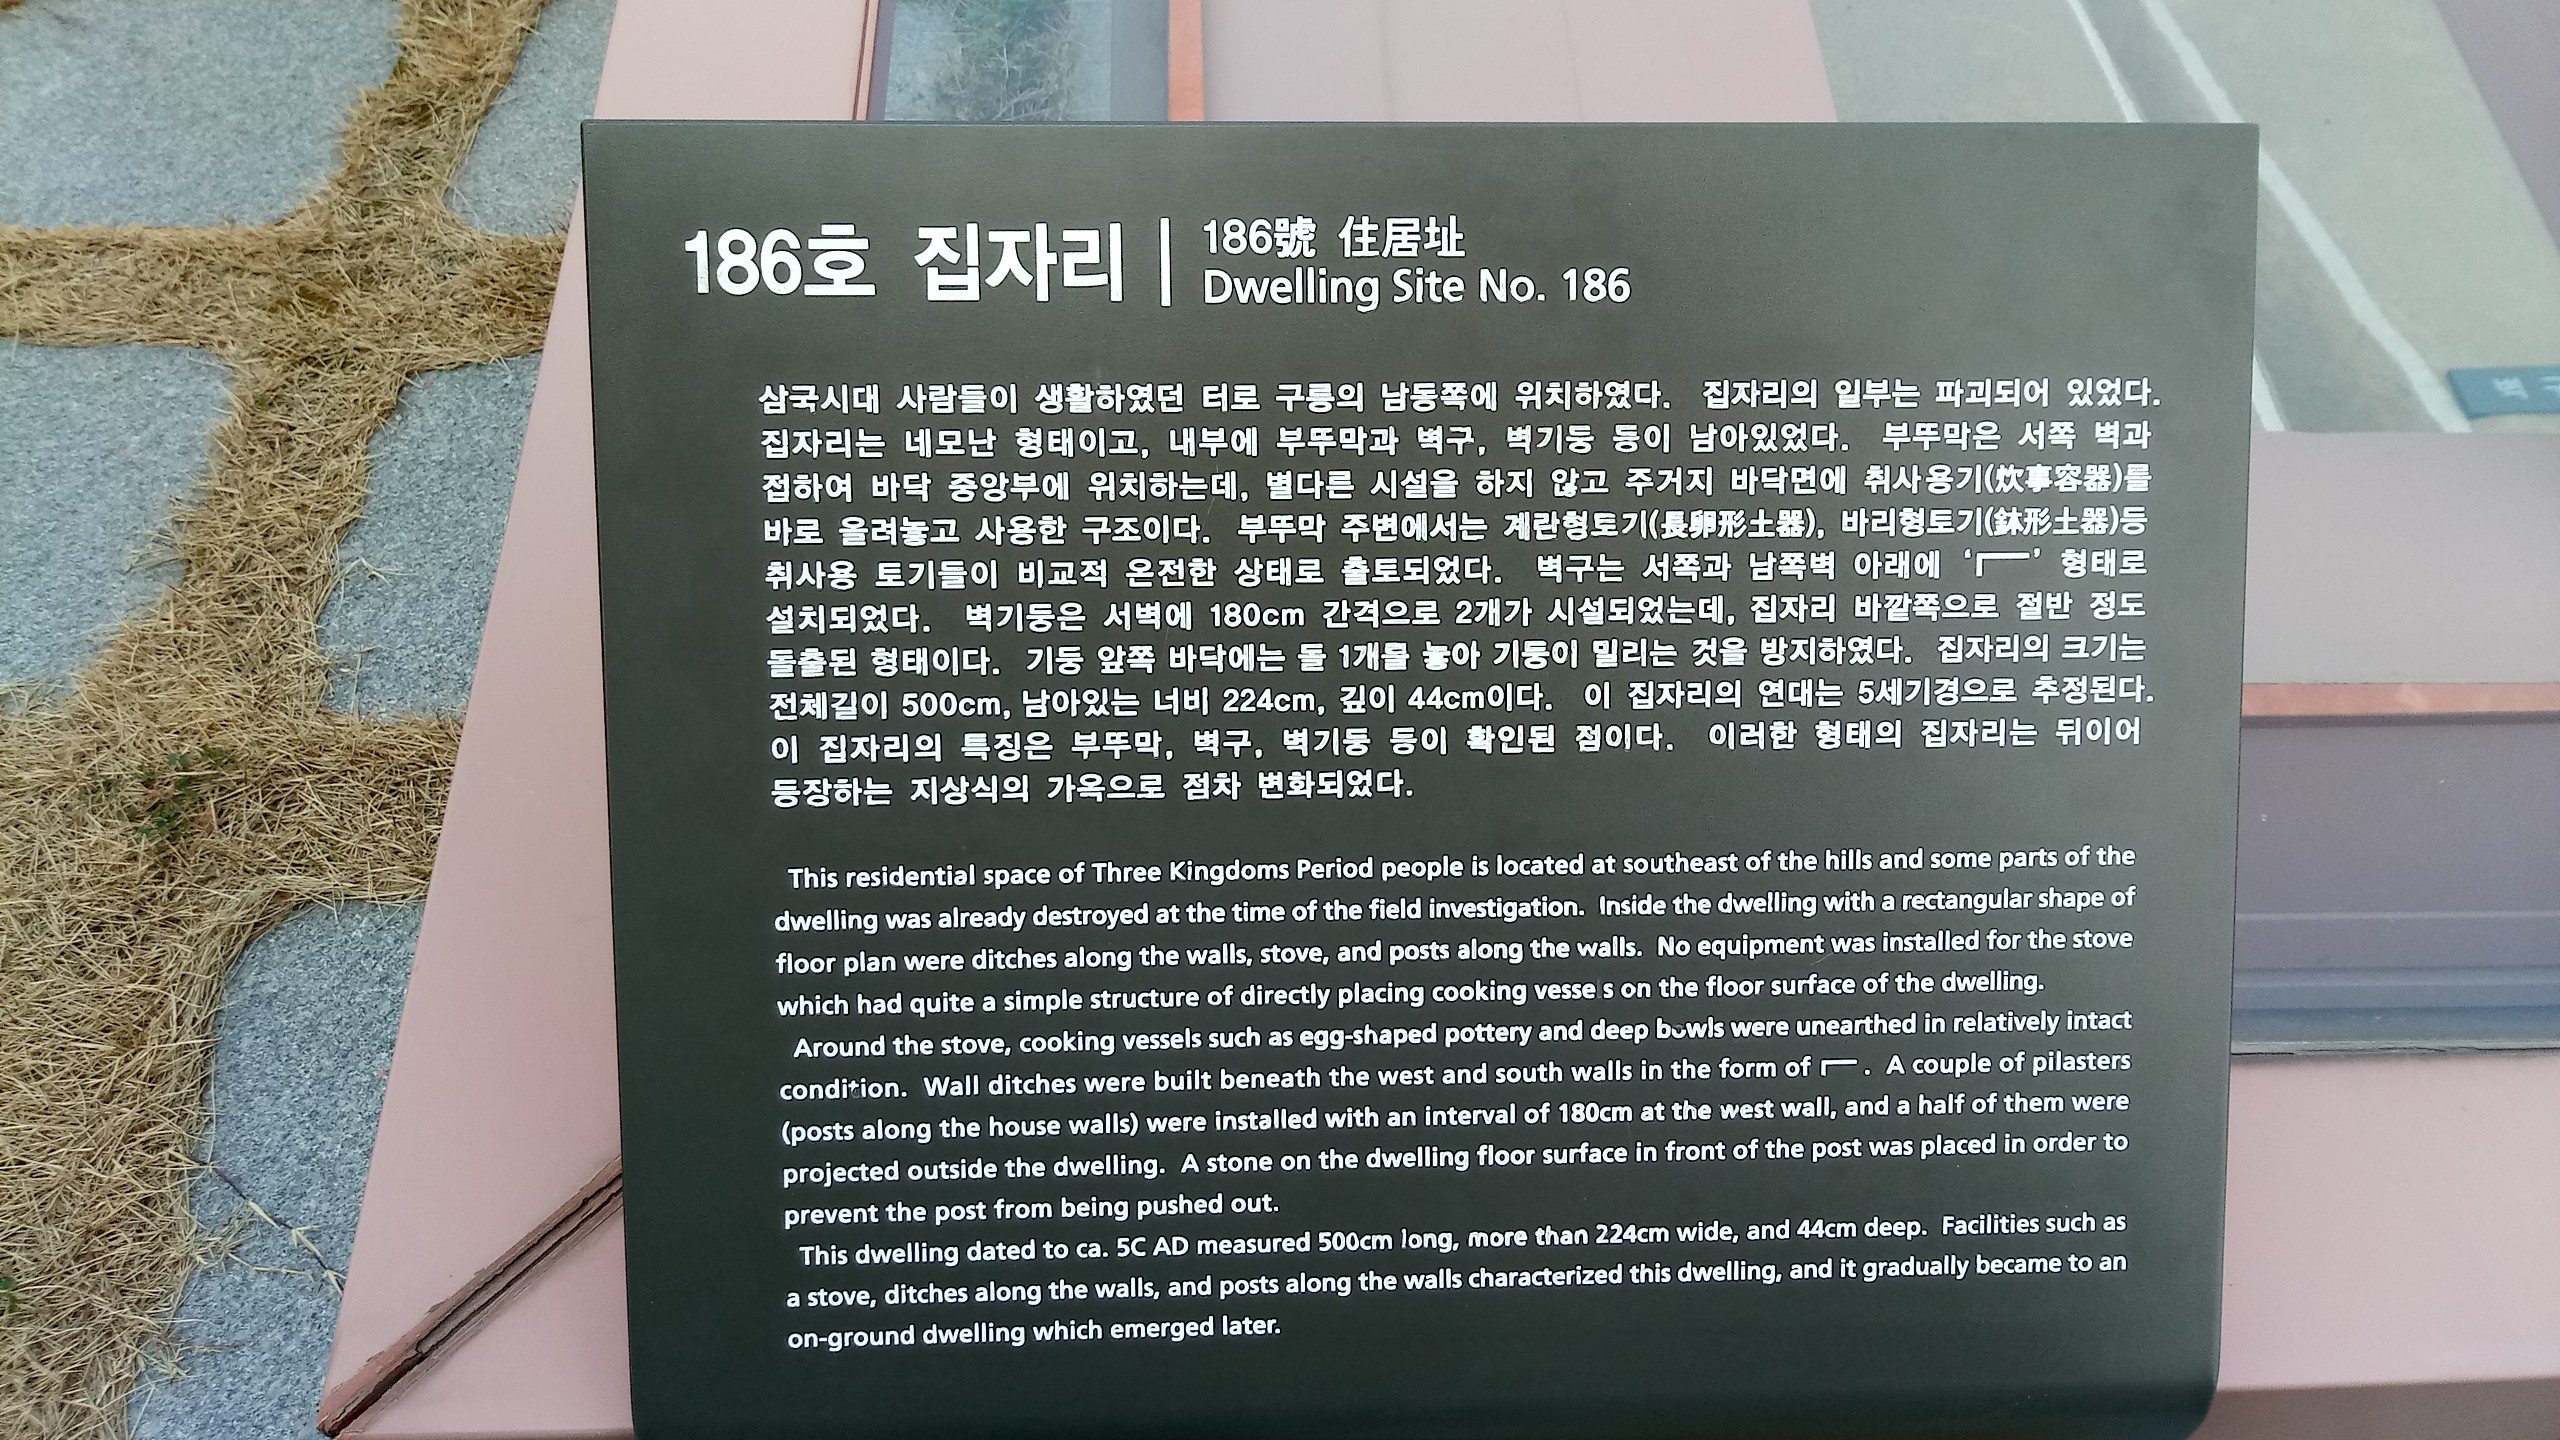 186호 집자리
186號 住居址
Dwelling Site No. 186
삼국시대 사람들이 생활하였던 터로 구릉의 남동쪽에 위치하였다. 집자리의 일부는 파괴되어 있었다.
집자리는 네모난 형태이고, 내부에 부뚜막과 벽구, 벽기둥 등이 남아있었다. 부뚜막은 서쪽 벽과
접하여 바닥 중앙부에 위치하는데, 별다른 시설을 하지 않고 주거지 바닥면에 취사용기(炊事容器)를
바로 올려놓고 사용한 구조이다. 부뚜막 주변에서는 계란형토기(長卵形土器), 바리형토기(鉢形土器)등
취사용 토기들이 비교적 온전한 상태로 출토되었다. 벽구는 서쪽과 남쪽벽 아래에 ‘┌─’ 형태로
설치되었다. 벽기둥은 서벽에 180cm 간격으로 2개가 시설되었는데, 집자리 바깥쪽으로 절반 정도
돌출된 형태이다. 기둥 앞쪽 바닥에는 돌 1개를 놓아 기둥이 밀리는 것을 방지하였다. 집자리의 크기는
전체길이 500cm, 남아있는 너비 224cm, 깊이 44cm이다. 이 집자리의 연대는 5세기경으로 추정된다.
이 집자리의 특징은 부뚜막, 벽구, 벽기둥 등이 확인된 점이다. 이러한 형태의 집자리는 뒤이어
등장하는 지상식의 가옥으로 점차 변화되었다.
This residential space of Three Kingdoms Period people is located at southeast of the hills and some parts of the
dwelling was already destroyed at the time of the field investigation. Inside the dwelling with a rectangular shape of
floor plan were ditches along the walls, stove, and posts along the walls. No equipment was installed for the stove
which had quite a simple structure of directly placing cooking vesse s on the floor surface of the dwelling.
Around the stove, cooking vessels such as egg-shaped pottery and deep bowls were unearthed in relatively intact
condition. Wall ditches were built beneath the west and south walls in the form of ┌─ . A couple of pilasters
(posts along the house walls) were installed with an interval of 180cm at the west wall, and a half of them were
projected outside the dwelling. A stone on the dwelling floor surface in front of the post was placed in order to
prevent the post from being pushed out.
This dwelling dated to ca. 5C AD measured 500cm long, more than 224cm wide, and 44cm deep. Facilities such as
a stove, ditches along the walls, and posts along the walls characterized this dwelling, and it gradually became to an
on-ground dwelling which emerged later.